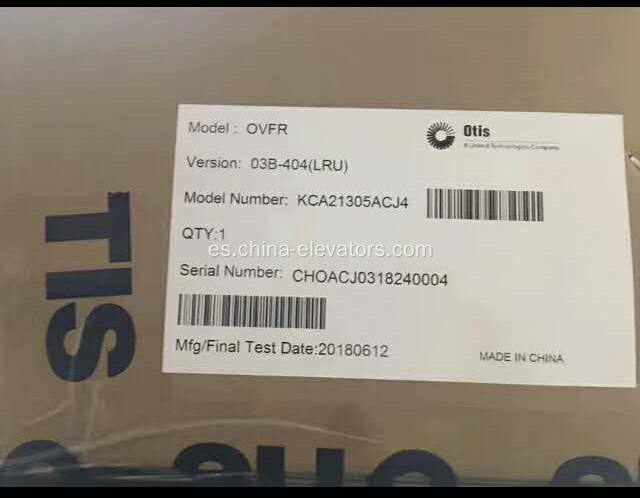 Model : OVFR
Otis
A United Technologies Company
Version: 03B-404(LRU)
Model Number: KCA21305ACJ4
QTY:1
es.china-elevators.com
Serial Number: CHOACJ0318240004
Mfg/Final Test Date:20180612
MADE IN CHINA
TIS